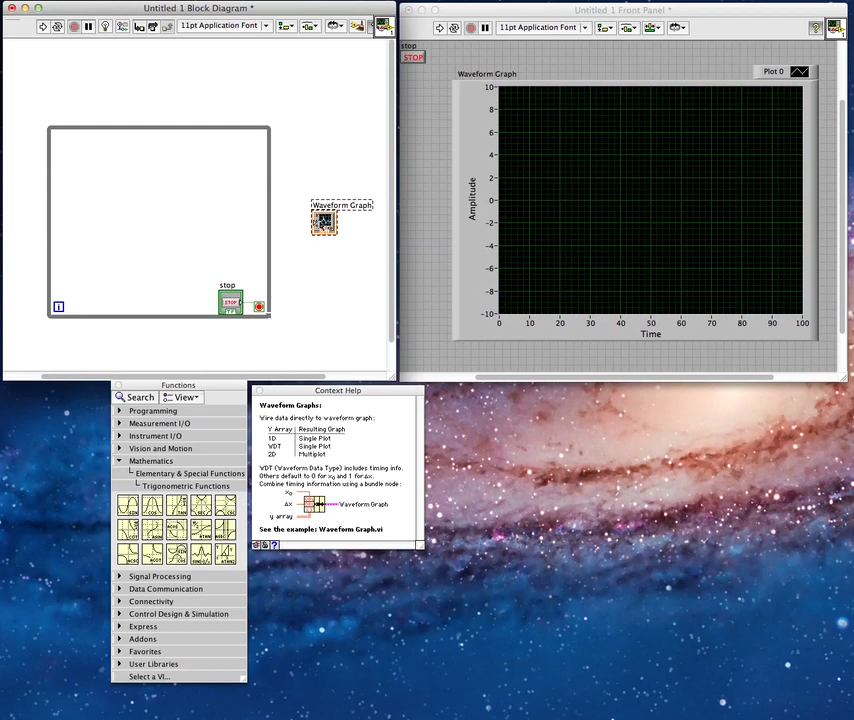 Untitled 1 Block Diagram *
11pt Application Font
Waveform Graph
stop
STOP
i
Untitled 1 Front Panel *
11pt Application Font
?
stop
STOP
Waveform Graph
Plot 0
10
8
6
4
2
0
-2
-4
-6
-8
-10
Amplitude
0 10 20 30 40 50 60 70 80 90 100
Time
Functions
Search View
Programming
Measurement I/O
Instrument I/O
Vision and Motion
Mathematics
Elementary & Special Functions
Trigonometric Functions
Signal Processing
Data Communication
Connectivity
Control Design & Simulation
Express
Addons
Favorites
User Libraries
Select a VI...
Context Help
Waveform Graphs:
Wire data directly to waveform graph:
Y Array Resulting Graph
1D Single Plot
WDT Single Plot
2D Multiplot
WDT (Waveform Data Type) includes timing info.
Others default to 0 for x0 and 1 for Δx.
Combine timing information using a bundle node:
x0
Δx
y array
Waveform Graph
See the example: Waveform Graph.vi
?